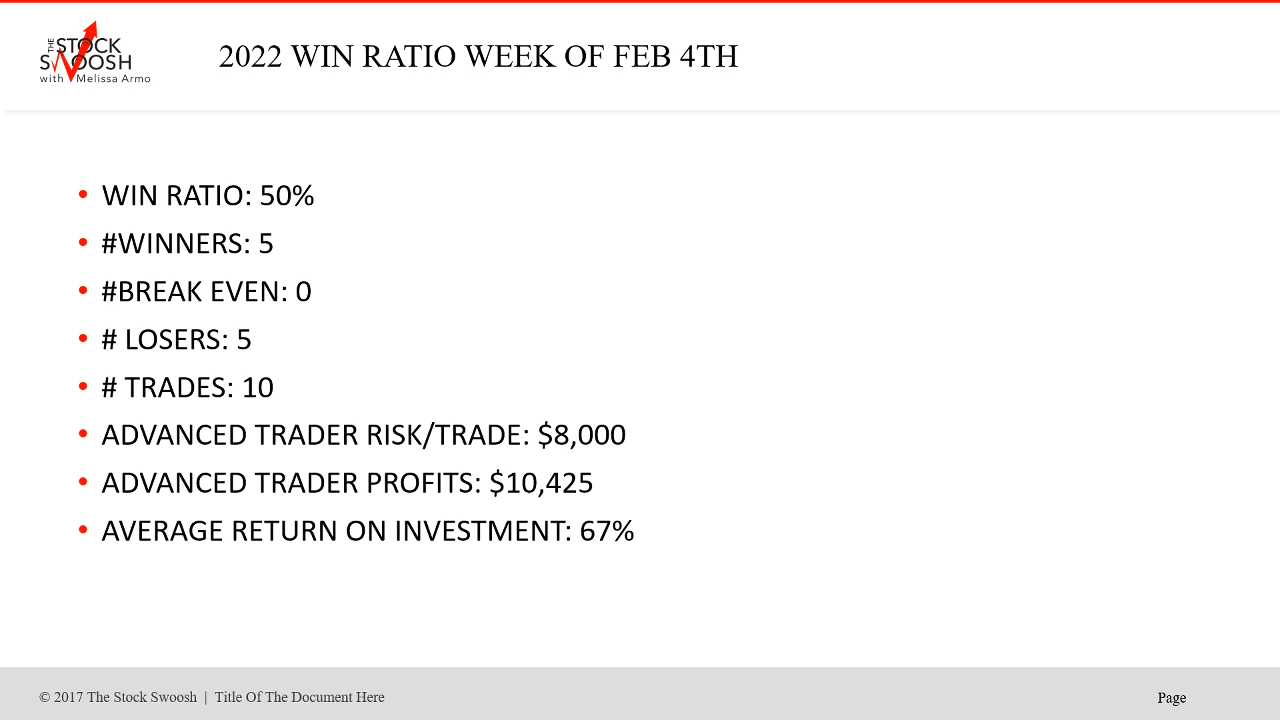 THE
STOCK
SWOOSH
with Melissa Armo
2022 WIN RATIO WEEK OF FEB 4TH
• WIN RATIO: 50%
• #WINNERS: 5
• #BREAK EVEN: 0
• # LOSERS: 5
• # TRADES: 10
• ADVANCED TRADER RISK/TRADE: $8,000
• ADVANCED TRADER PROFITS: $10,425
• AVERAGE RETURN ON INVESTMENT: 67%
© 2017 The Stock Swoosh | Title Of The Document Here
Page